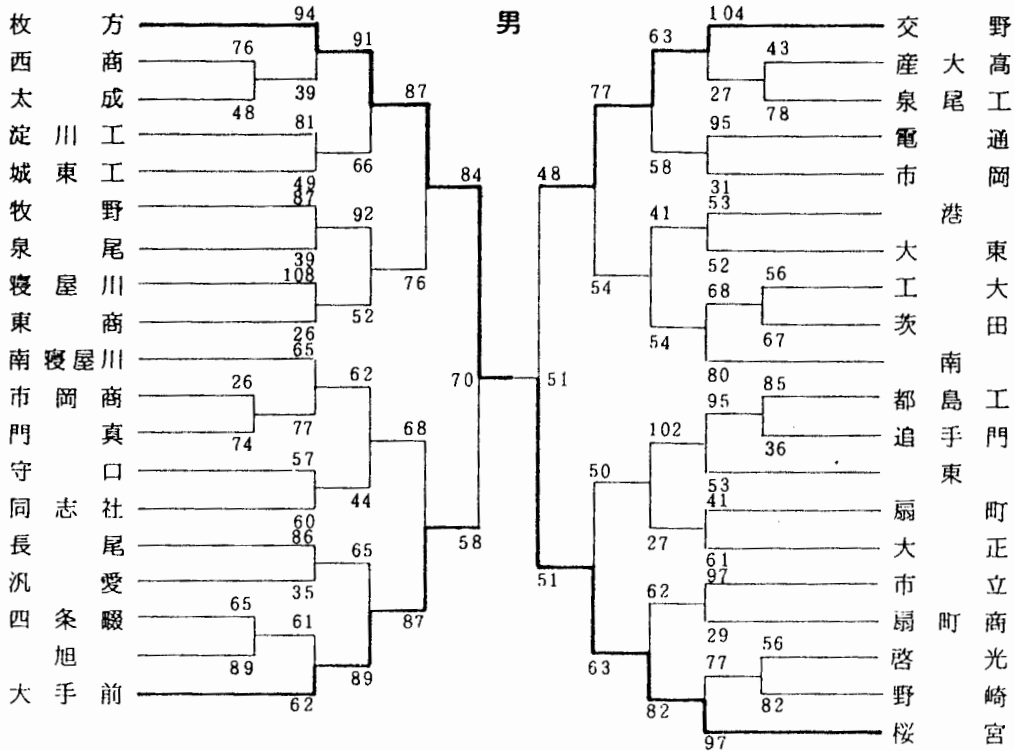 男
枚方
94
西商
76
39
太成
48
91
淀川工
81
66
城東工
49
87
牧野
87
92
泉尾
39
76
寝屋川
108
52
東商
26
84
南寝屋川
65
62
市岡商
26
77
門真
74
68
守口
57
44
同志社
60
58
長尾
86
65
汎愛
35
87
四条畷
65
61
旭
89
89
大手前
62
70
51
交野
104
63
産大高
43
27
泉尾工
78
77
電通
95
58
市岡
31
48
港
53
41
大東
52
54
工大
56
68
茨田
67
54
南
80
都島工
85
95
追手門
36
102
東
53
50
扇町
41
27
大正
61
51
市立
97
62
扇町商
29
63
啓光
56
77
野崎
82
82
桜宮
97